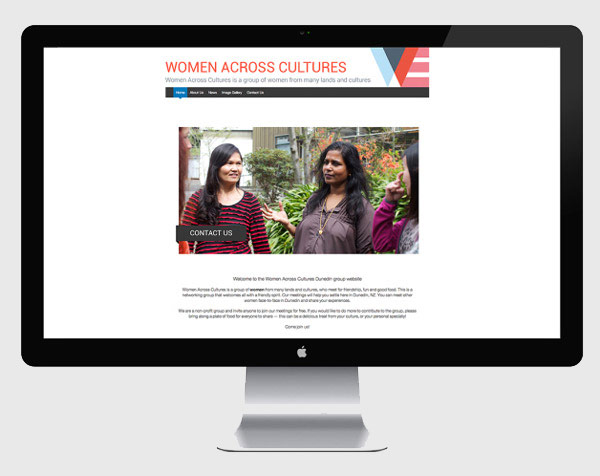 WOMEN ACROSS CULTURES
Women Across Cultures is a group of women from many lands and cultures
Home About Us News Image Gallery Contact Us
CONTACT US
Welcome to the Women Across Cultures Dunedin group website
Women Across Cultures is a group of women from many lands and cultures, who meet for friendship, fun and good food. This is a
networking group that welcomes all with a friendly spirit. Our meetings will help you settle here in Dunedin, NZ. You can meet other
women face-to-face in Dunedin and share your experiences.
We are a non-profit group and invite anyone to join our meetings for free. If you would like to do more to contribute to the group, please
bring along a plate of food for everyone to share — this can be a delicious treat from your culture, or your personal speciality!
Come join us!